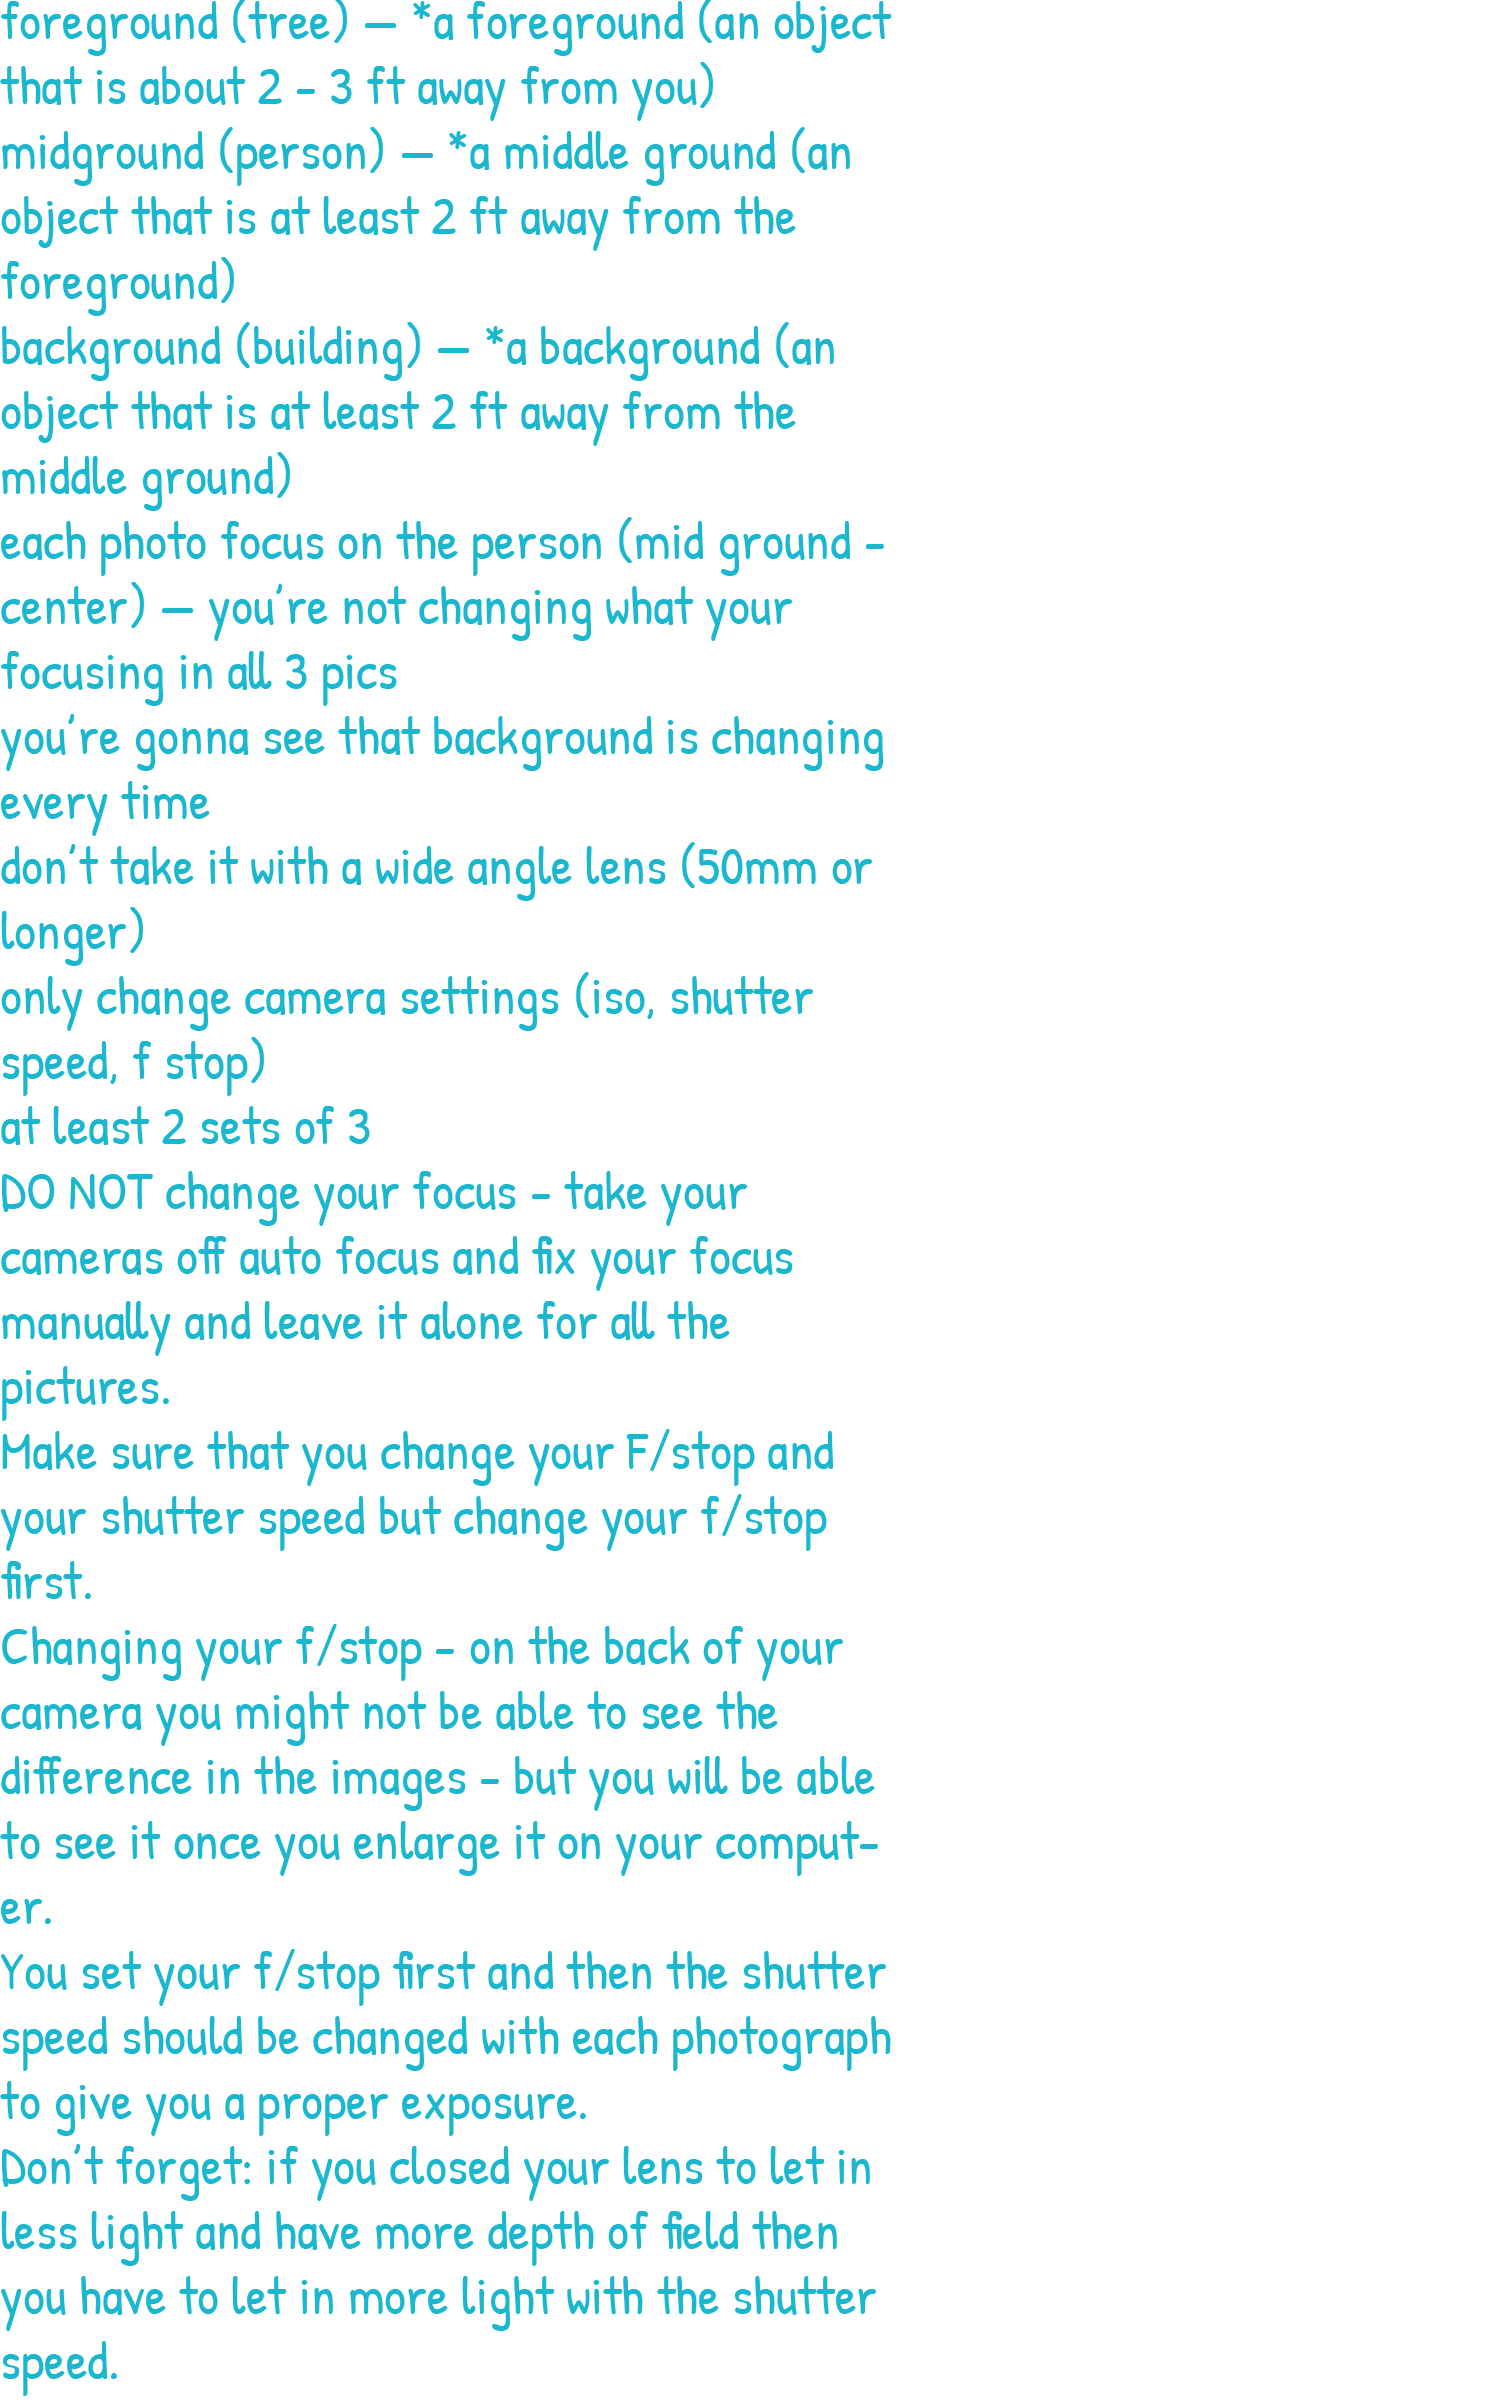 foreground (tree) — *a foreground (an object
that is about 2 - 3 ft away from you)
midground (person) — *a middle ground (an
object that is at least 2 ft away from the
foreground)
background (building) — *a background (an
object that is at least 2 ft away from the
middle ground)
each photo focus on the person (mid ground -
center) — you're not changing what your
focusing in all 3 pics
you're gonna see that background is changing
every time
don't take it with a wide angle lens (50mm or
longer)
only change camera settings (iso, shutter
speed, f stop)
at least 2 sets of 3
DO NOT change your focus - take your
cameras off auto focus and fix your focus
manually and leave it alone for all the
pictures.
Make sure that you change your F/stop and
your shutter speed but change your f/stop
first.
Changing your f/stop - on the back of your
camera you might not be able to see the
difference in the images - but you will be able
to see it once you enlarge it on your comput-
er.
You set your f/stop first and then the shutter
speed should be changed with each photograph
to give you a proper exposure.
Don't forget: if you closed your lens to let in
less light and have more depth of field then
you have to let in more light with the shutter
speed.